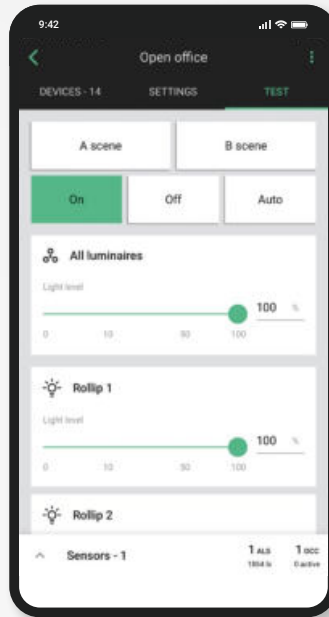 9:42
Open office
DEVICES - 14 SETTINGS TEST
A scene B scene
On Off Auto
All luminaires
Light level
100 %
0 10 50 100
Rollip 1
Light level
100 %
0 10 50 100
Rollip 2
Sensors - 1 1 ALS 1 OCC
0 active